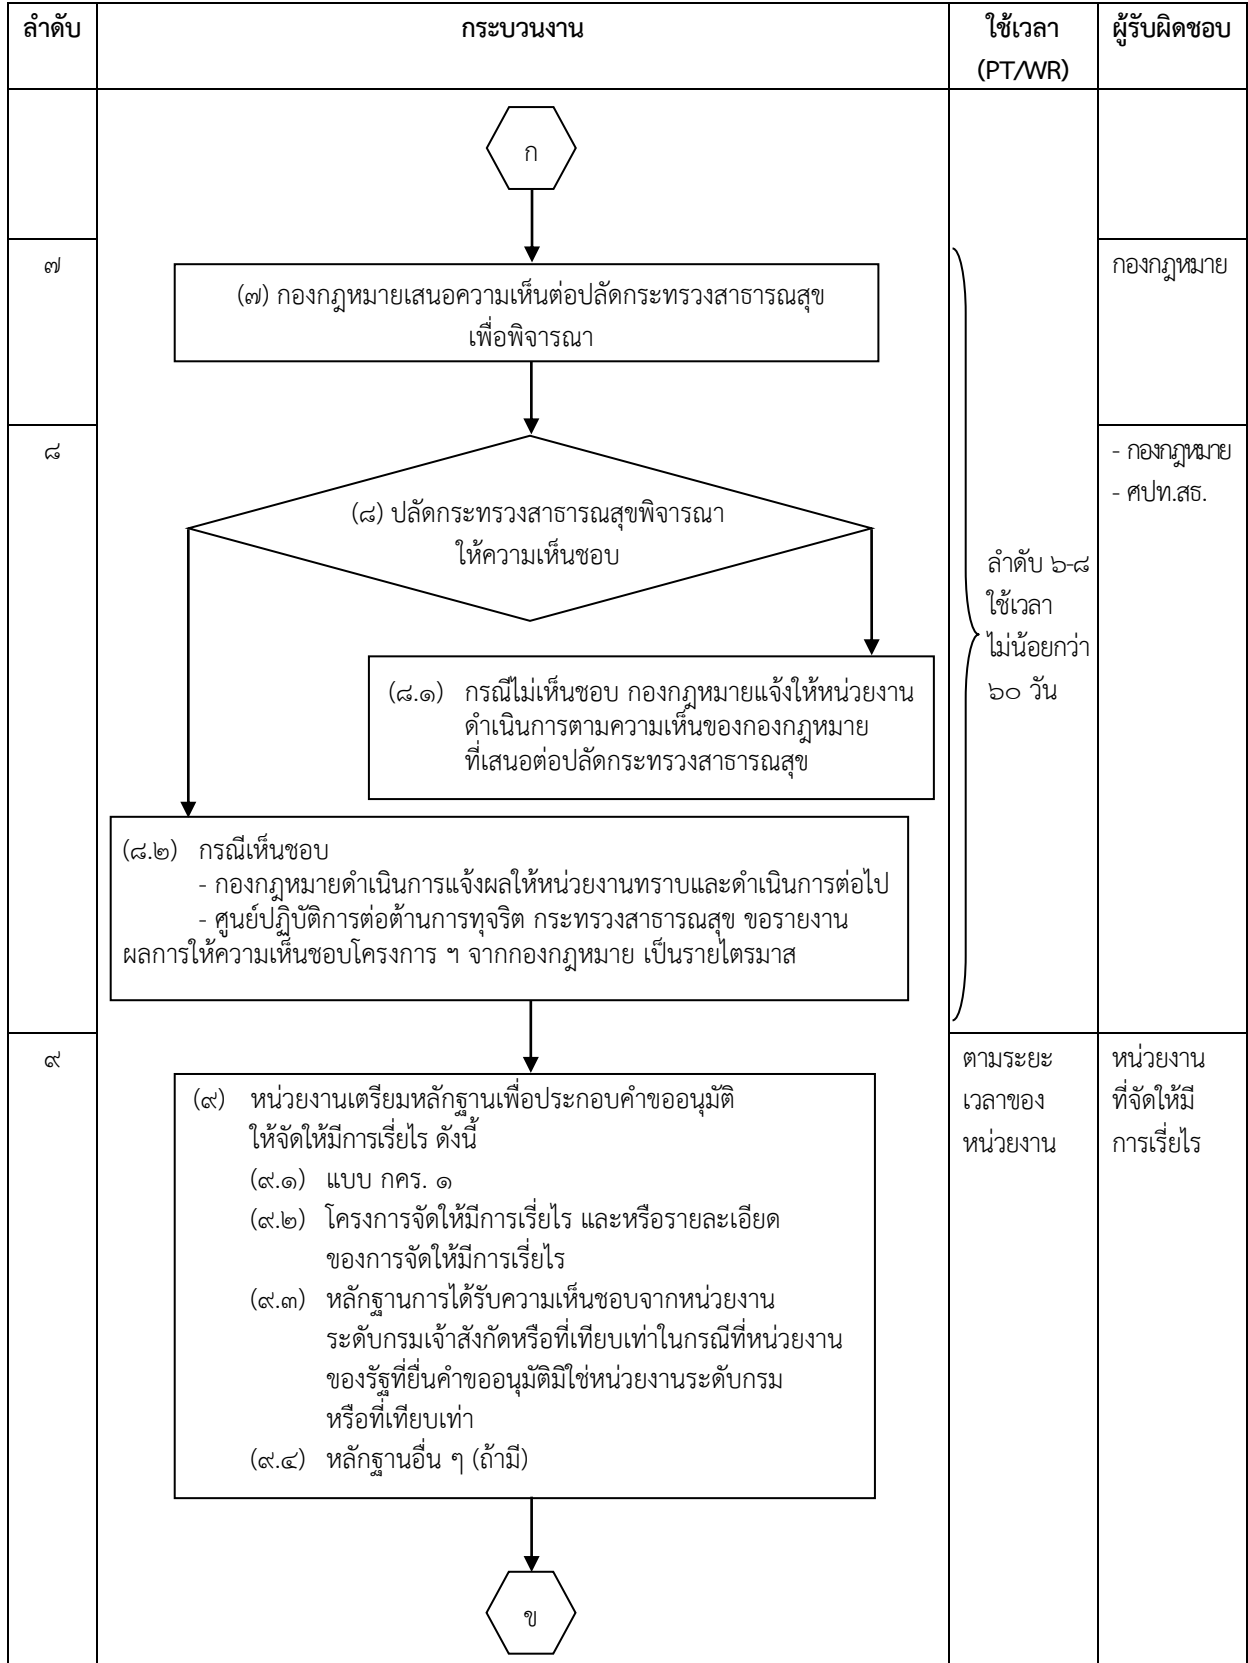 ลำดับ
กระบวนงาน
ใช้เวลา
(PT/WR)
ผู้รับผิดชอบ
ก
๗
(๗) กองกฎหมายเสนอความเห็นต่อปลัดกระทรวงสาธารณสุข
เพื่อพิจารณา
กองกฎหมาย
๘
(๘) ปลัดกระทรวงสาธารณสุขพิจารณา
ให้ความเห็นชอบ
- กองกฎหมาย
- ศปท.สธ.
ลำดับ ๖-๘
ใช้เวลา
ไม่น้อยกว่า
๖๐ วัน
(๘.๑) กรณีไม่เห็นชอบ กองกฎหมายแจ้งให้หน่วยงาน
ดำเนินการตามความเห็นของกองกฎหมาย
ที่เสนอต่อปลัดกระทรวงสาธารณสุข
(๘.๒) กรณีเห็นชอบ
- กองกฎหมายดำเนินการแจ้งผลให้หน่วยงานทราบและดำเนินการต่อไป
- ศูนย์ปฏิบัติการต่อต้านการทุจริต กระทรวงสาธารณสุข ขอรายงาน
ผลการให้ความเห็นชอบโครงการ ฯ จากกองกฎหมาย เป็นรายไตรมาส
๙
(๙) หน่วยงานเตรียมหลักฐานเพื่อประกอบคำขออนุมัติ
ให้จัดให้มีการเรี่ยไร ดังนี้
(๙.๑) แบบ กคร. ๑
(๙.๒) โครงการจัดให้มีการเรี่ยไร และหรือรายละเอียด
ของการจัดให้มีการเรี่ยไร
(๙.๓) หลักฐานการได้รับความเห็นชอบจากหน่วยงาน
ระดับกรมเจ้าสังกัดหรือที่เทียบเท่าในกรณีที่หน่วยงาน
ของรัฐที่ยื่นคำขออนุมัติมิใช่หน่วยงานระดับกรม
หรือที่เทียบเท่า
(๙.๔) หลักฐานอื่น ๆ (ถ้ามี)
ตามระยะ
เวลาของ
หน่วยงาน
หน่วยงาน
ที่จัดให้มี
การเรี่ยไร
ข